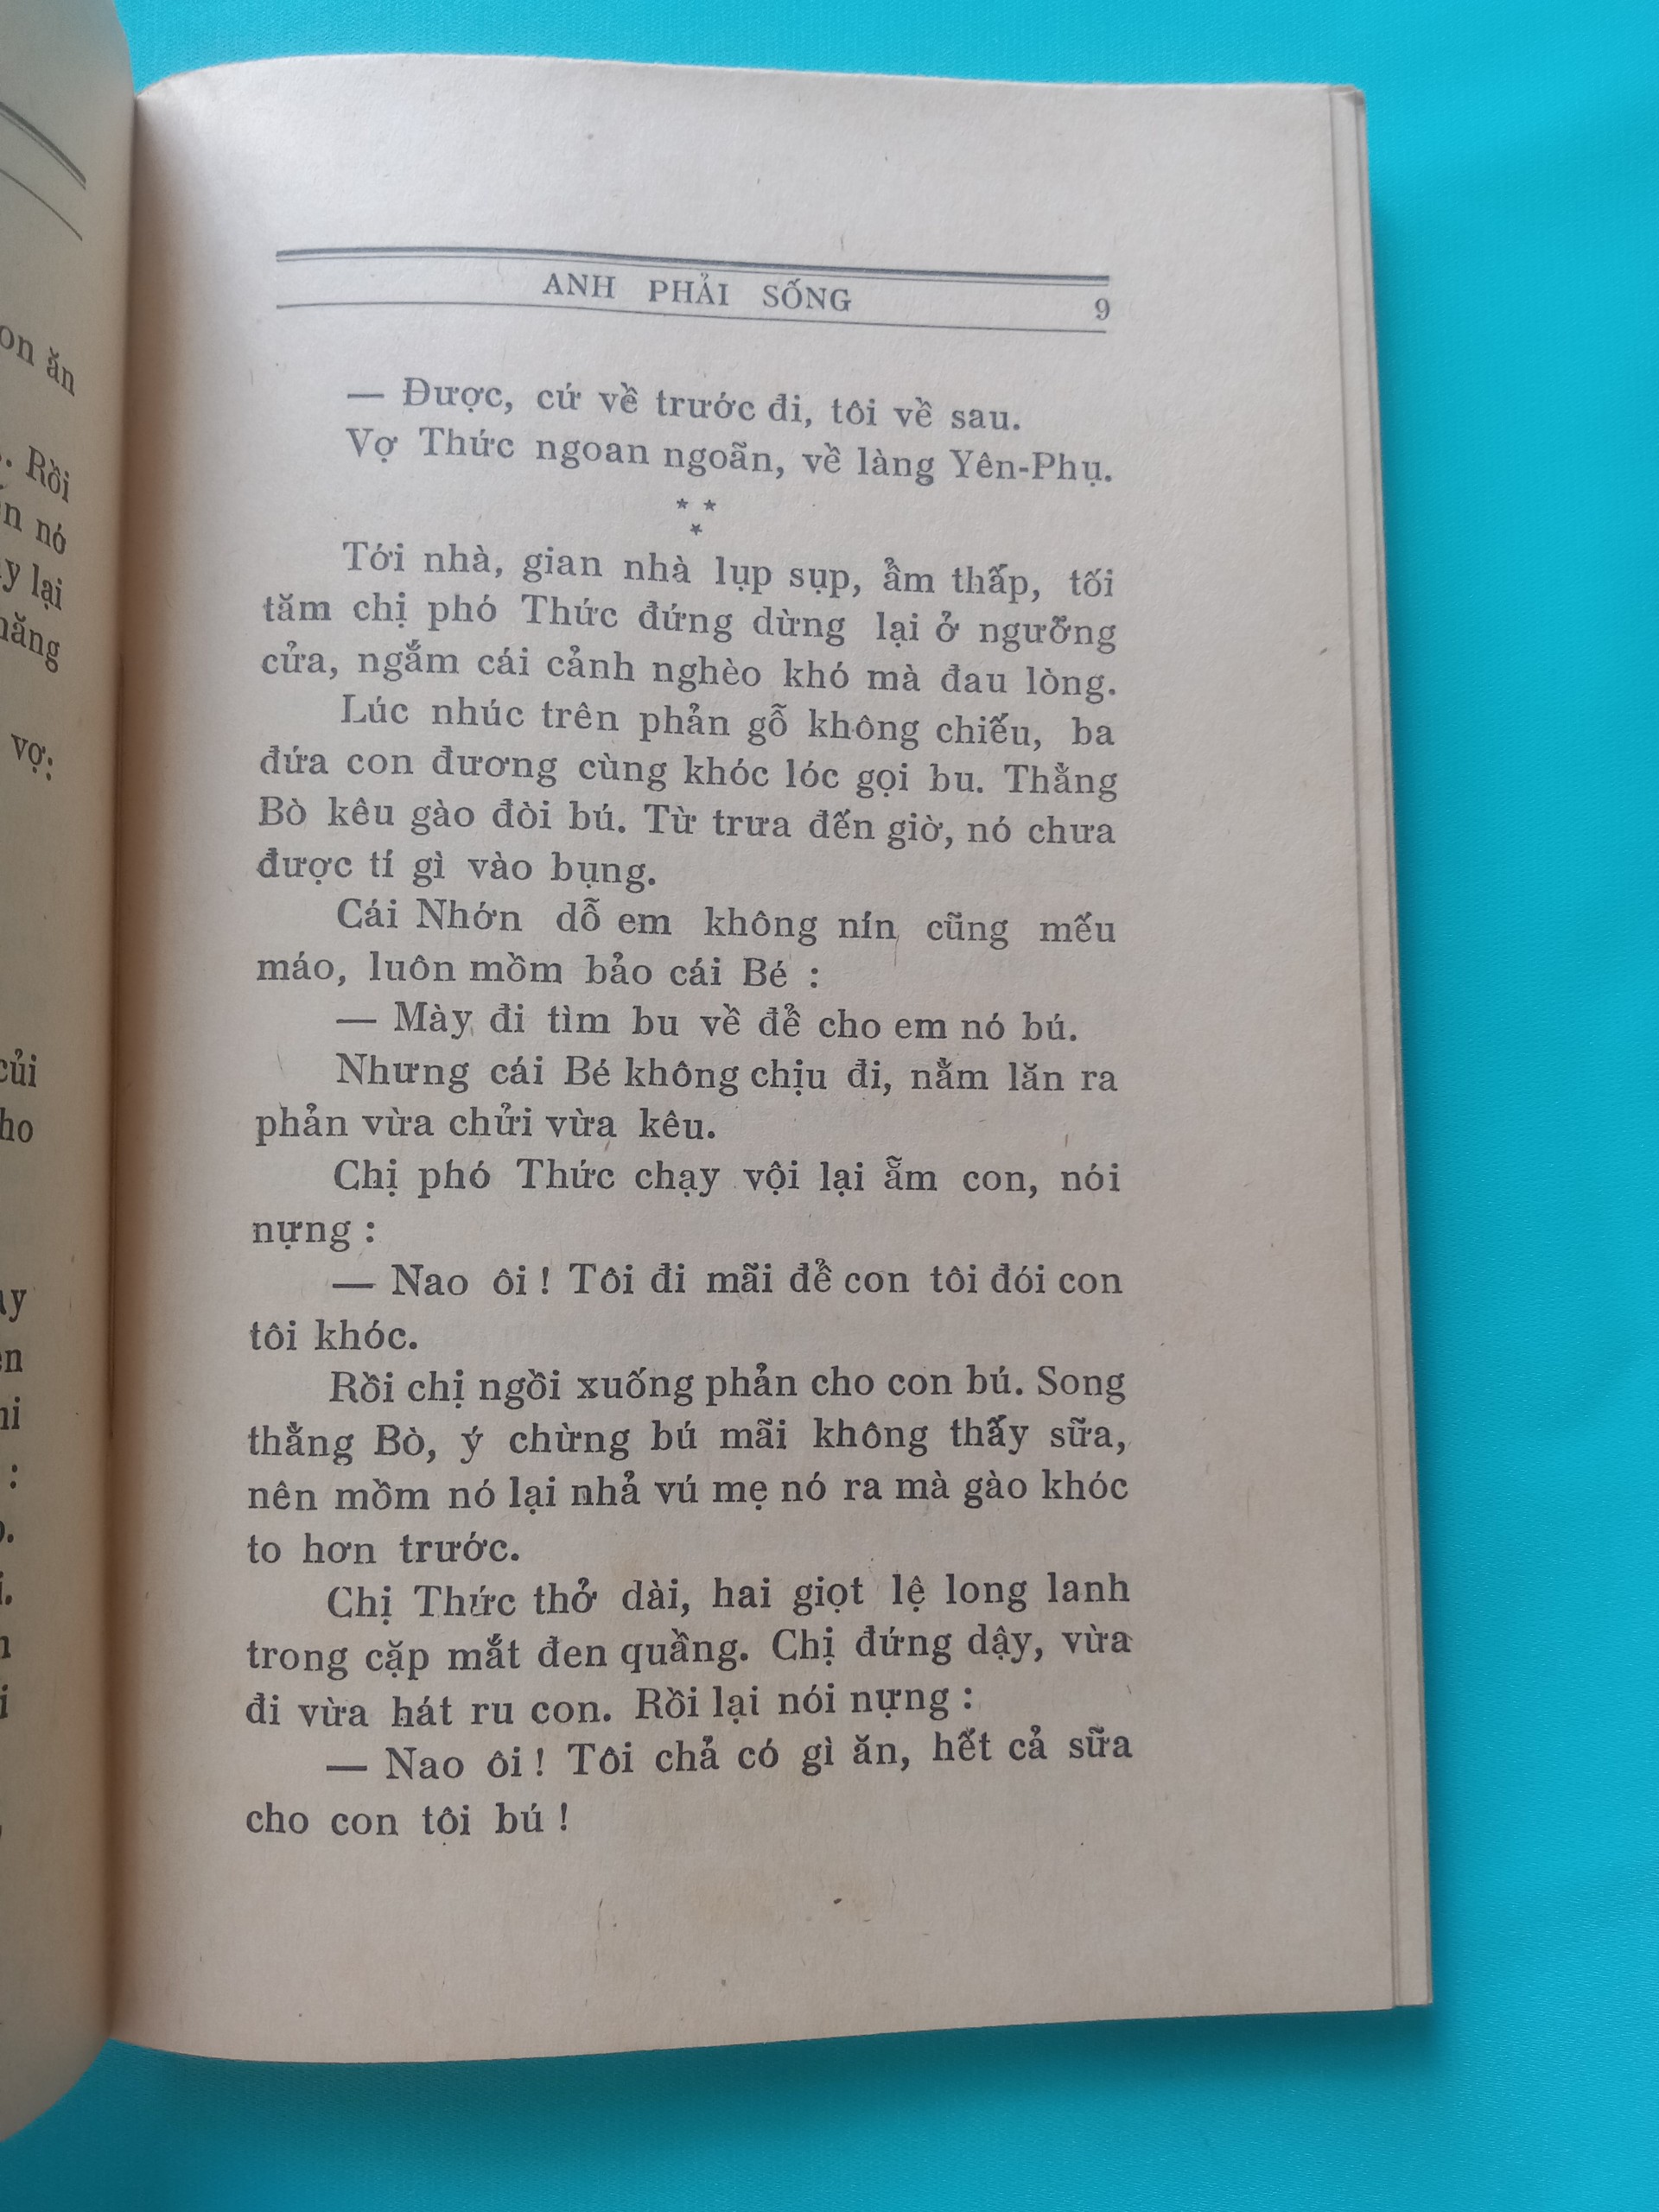 on ăn
Rồi
nó
lại
vợ:
củi
ANH PHẢI SỐNG 9
— Được, cứ về trước đi, tôi về sau.
Vợ Thức ngoan ngoãn, về làng Yên-Phụ.
* *
*
Tới nhà, gian nhà lụp sụp, ẩm thấp, tối
tăm chị phó Thức đứng dừng lại ở ngưỡng
cửa, ngắm cái cảnh nghèo khó mà đau lòng.
Lúc nhúc trên phản gỗ không chiếu, ba
đứa con đương cùng khóc lóc gọi bu. Thằng
Bò kêu gào đòi bú. Từ trưa đến giờ, nó chưa
được tí gì vào bụng.
Cái Nhớn dỗ em không nín cũng mếu
máo, luôn mồm bảo cái Bé :
— Mày đi tìm bu về để cho em nó bú.
Nhưng cái Bé không chịu đi, nằm lăn ra
phản vừa chửi vừa kêu.
Chị phó Thức chạy vội lại ẵm con, nói
nựng :
— Nao ôi ! Tôi đi mãi để con tôi đói con
tôi khóc.
Rồi chị ngồi xuống phản cho con bú. Song
thằng Bò, ý chừng bú mãi không thấy sữa,
nên mồm nó lại nhả vú mẹ nó ra mà gào khóc
to hơn trước.
Chị Thức thở dài, hai giọt lệ long lanh
trong cặp mắt đen quầng. Chị đứng dậy, vừa
đi vừa hát ru con. Rồi lại nói nựng :
— Nao ôi ! Tôi chả có gì ăn, hết cả sữa
cho con tôi bú !